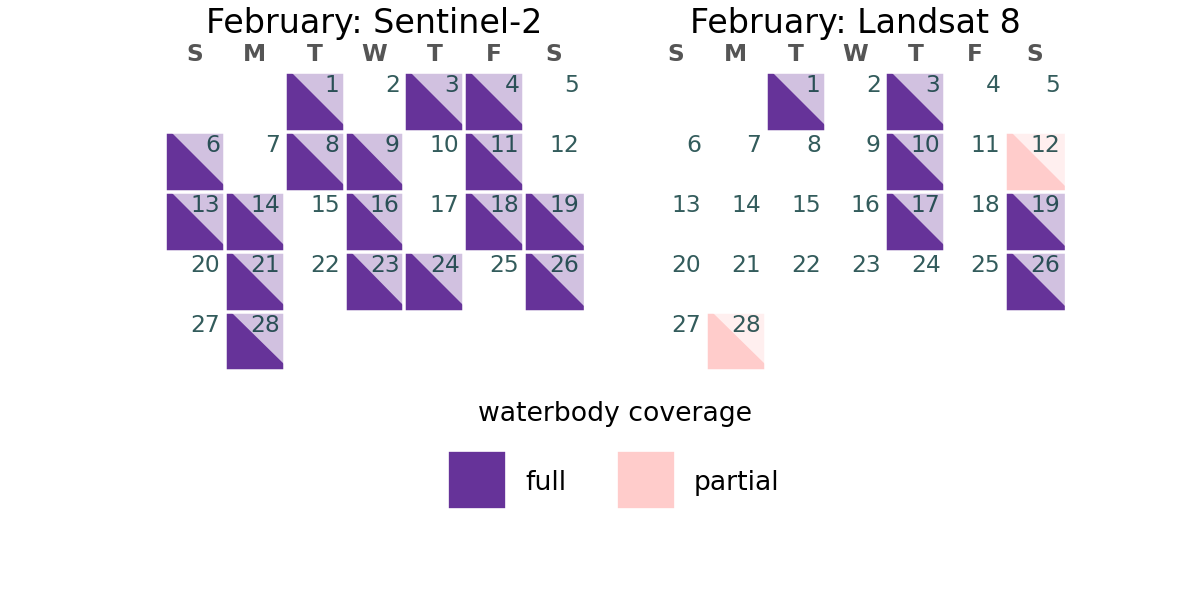 February: Sentinel-2
S M T W T F S
1 2 3 4 5
6 7 8 9 10 11 12
13 14 15 16 17 18 19
20 21 22 23 24 25 26
27 28
February: Landsat 8
S M T W T F S
1 2 3 4 5
6 7 8 9 10 11 12
13 14 15 16 17 18 19
20 21 22 23 24 25 26
27 28
waterbody coverage
full partial